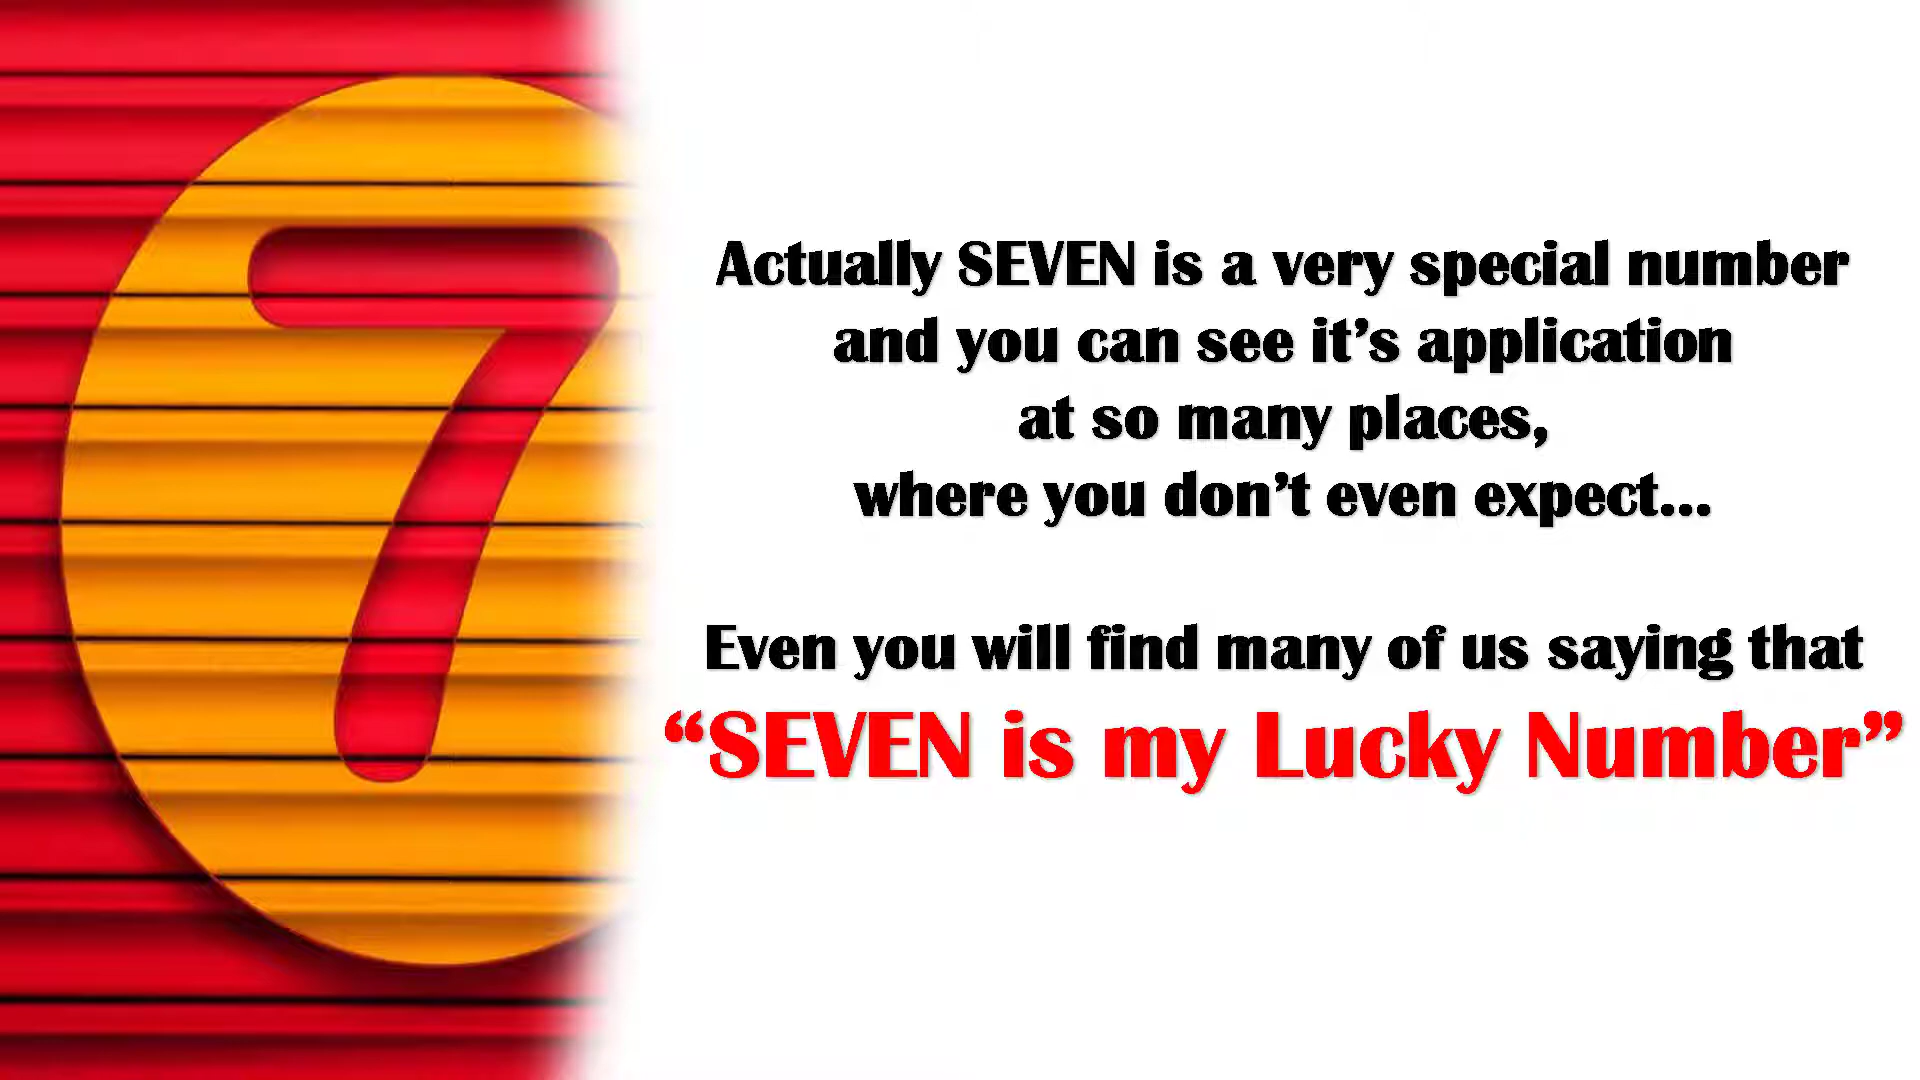 7
Actually SEVEN is a very special number
and you can see it’s application
at so many places,
where you don’t even expect...
Even you will find many of us saying that
“SEVEN is my Lucky Number”